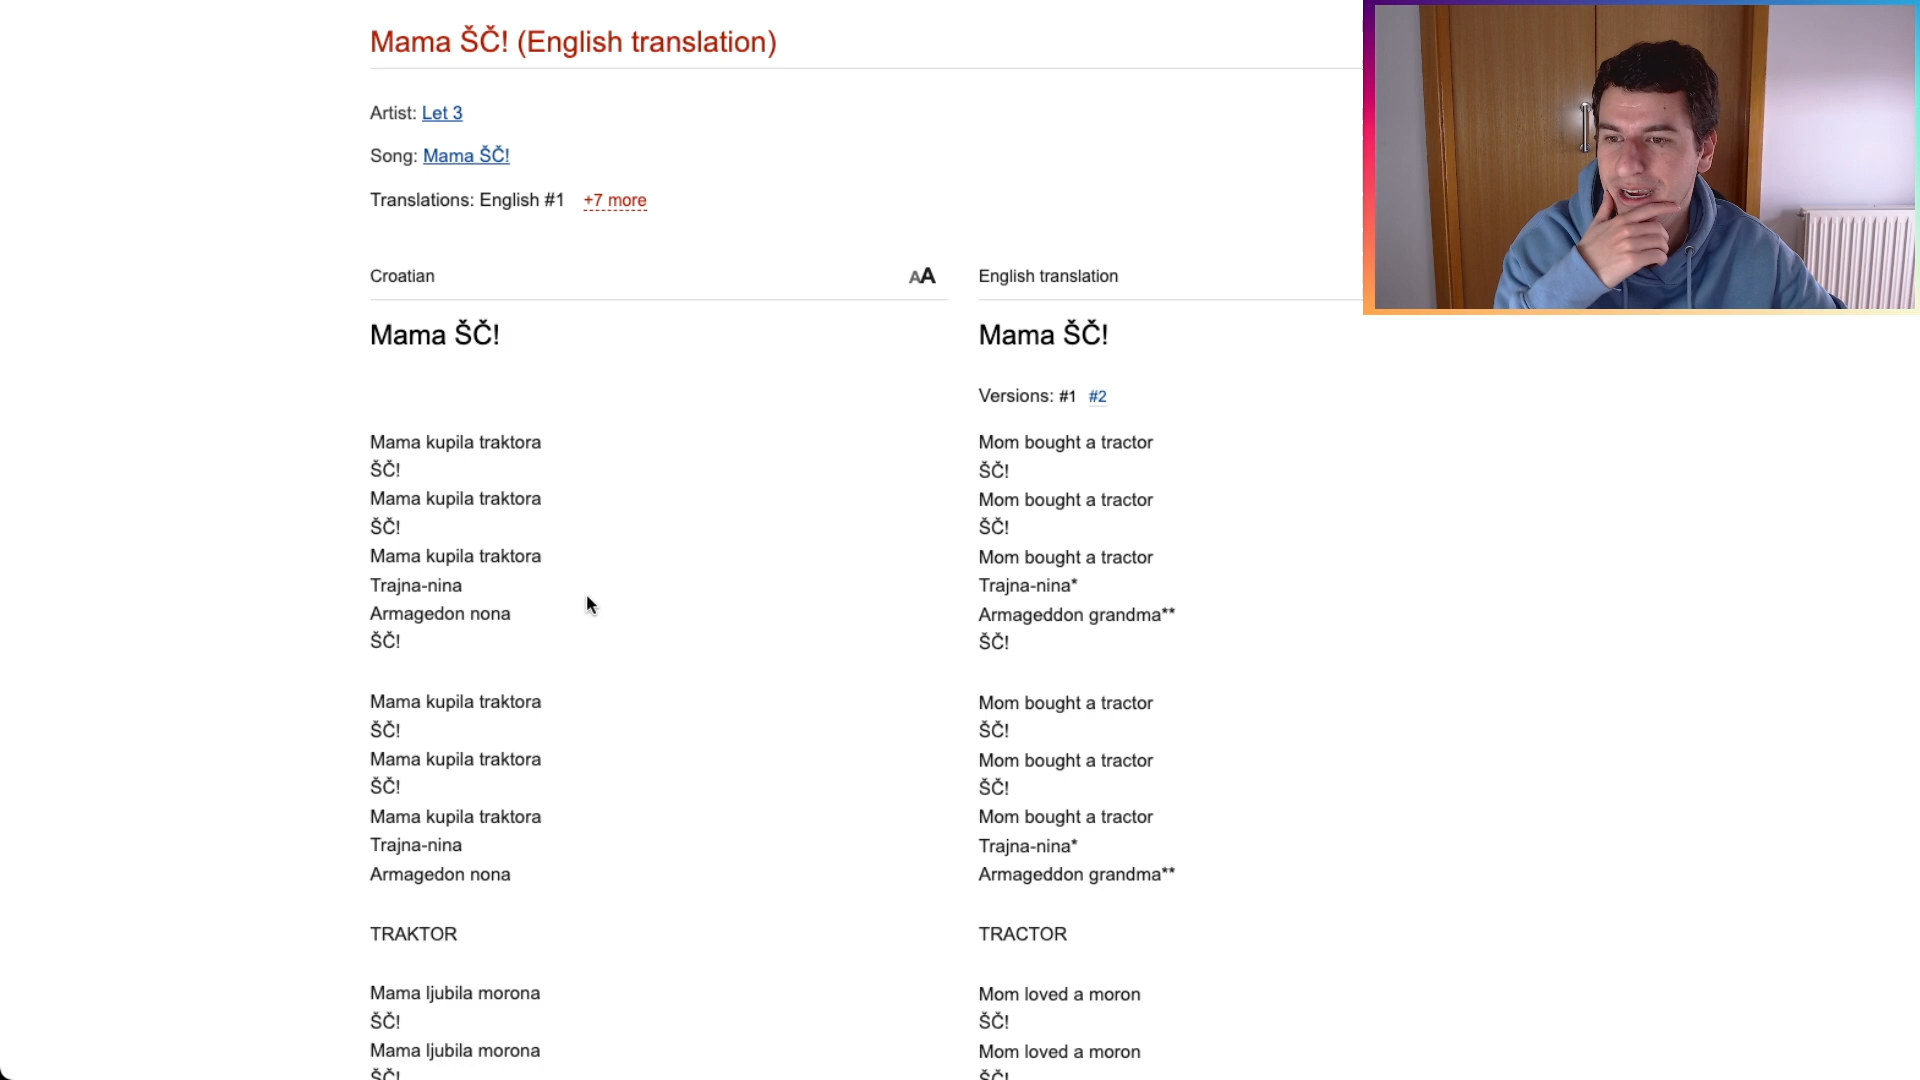 Mama ŠČ! (English translation)
Artist: Let 3
Song: Mama ŠČ!
Translations: English #1 +7 more
Croatian AA
Mama ŠČ!
Mama kupila traktora
ŠČ!
Mama kupila traktora
ŠČ!
Mama kupila traktora
Trajna-nina
Armagedon nona
ŠČ!
Mama kupila traktora
ŠČ!
Mama kupila traktora
ŠČ!
Mama kupila traktora
Trajna-nina
Armagedon nona
TRAKTOR
Mama ljubila morona
ŠČ!
Mama ljubila morona
ŠČ!
English translation
Mama ŠČ!
Versions: #1 #2
Mom bought a tractor
ŠČ!
Mom bought a tractor
ŠČ!
Mom bought a tractor
Trajna-nina*
Armageddon grandma**
ŠČ!
Mom bought a tractor
ŠČ!
Mom bought a tractor
ŠČ!
Mom bought a tractor
Trajna-nina*
Armageddon grandma**
TRACTOR
Mom loved a moron
ŠČ!
Mom loved a moron
ŠČ!